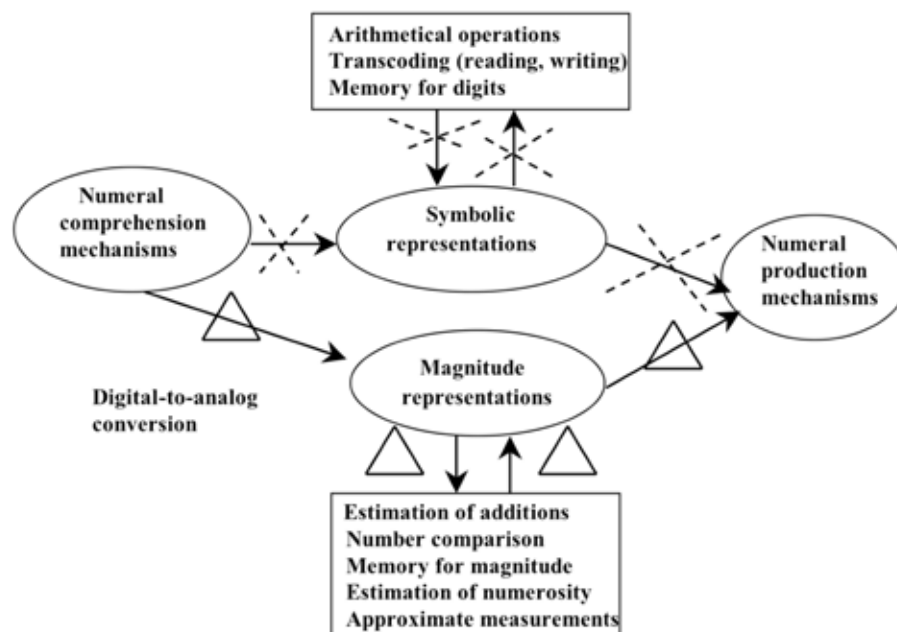 Arithmetical operations
Transcoding (reading, writing)
Memory for digits
Numeral
comprehension
mechanisms
Symbolic
representations
Numeral
production
mechanisms
Magnitude
representations
Digital-to-analog
conversion
Estimation of additions
Number comparison
Memory for magnitude
Estimation of numerosity
Approximate measurements